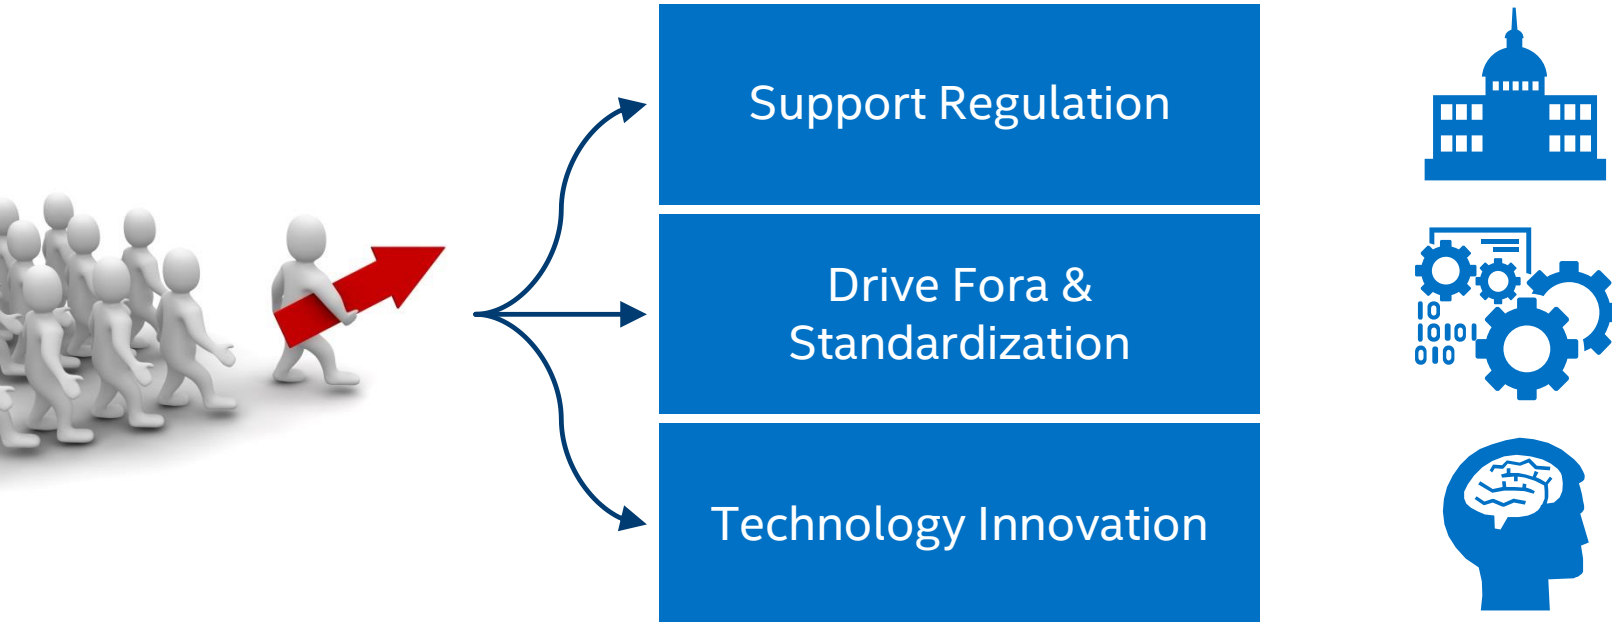 Support Regulation
Drive Fora &
Standardization
10
10101
010
Technology Innovation